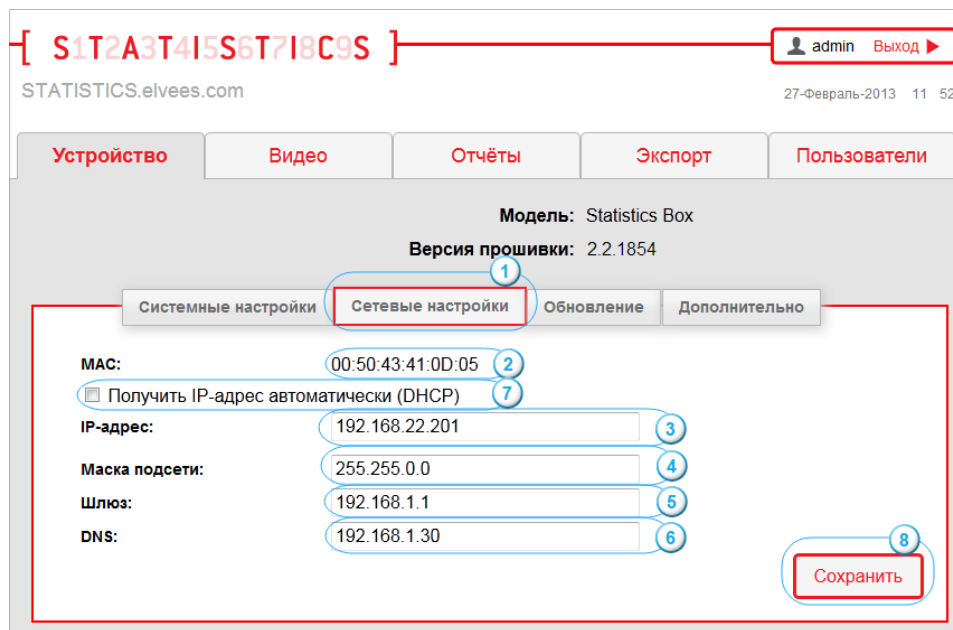 [ S1T2A3T4I5S6T7I8C9S ]
admin Выход
STATISTICS.elvees.com
27-Февраль-2013 11 52
Устройство Видео Отчёты Экспорт Пользователи
Модель: Statistics Box
Версия прошивки: 2.2.1854
1
Системные настройки Сетевые настройки Обновление Дополнительно
MAC: 00:50:43:41:0D:05 2
Получить IP-адрес автоматически (DHCP) 7
IP-адрес: 192.168.22.201 3
Маска подсети: 255.255.0.0 4
Шлюз: 192.168.1.1 5
DNS: 192.168.1.30 6
8
Сохранить